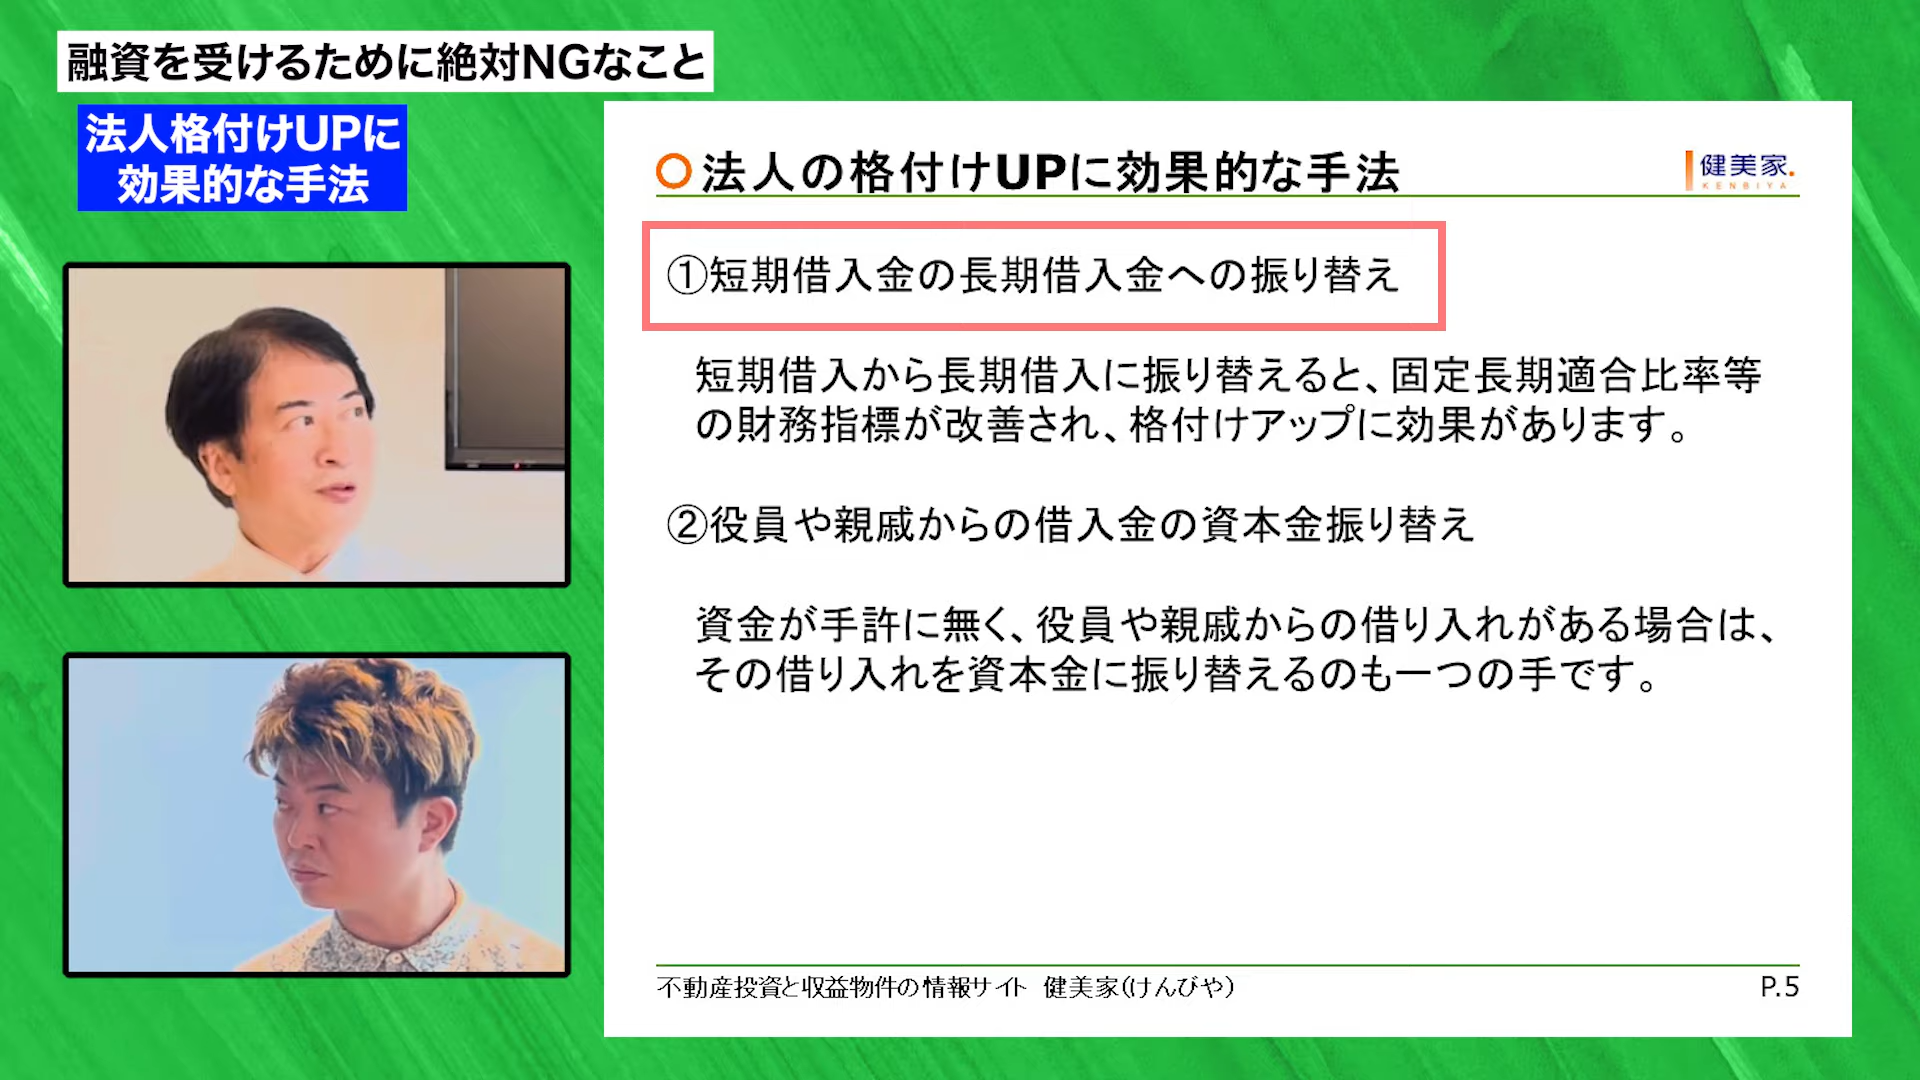 融資を受けるために絶対NGなこと
法人格付けUPに
効果的な手法
法人の格付けUPに効果的な手法
健美家.
KENBIYA
①短期借入金の長期借入金への振り替え
短期借入から長期借入に振り替えると、固定長期適合比率等
の財務指標が改善され、格付けアップに効果があります。
②役員や親戚からの借入金の資本金振り替え
資金が手許に無く、役員や親戚からの借り入れがある場合は、
その借り入れを資本金に振り替えるのも一つの手です。
不動産投資と収益物件の情報サイト 健美家(けんびや)
P.5